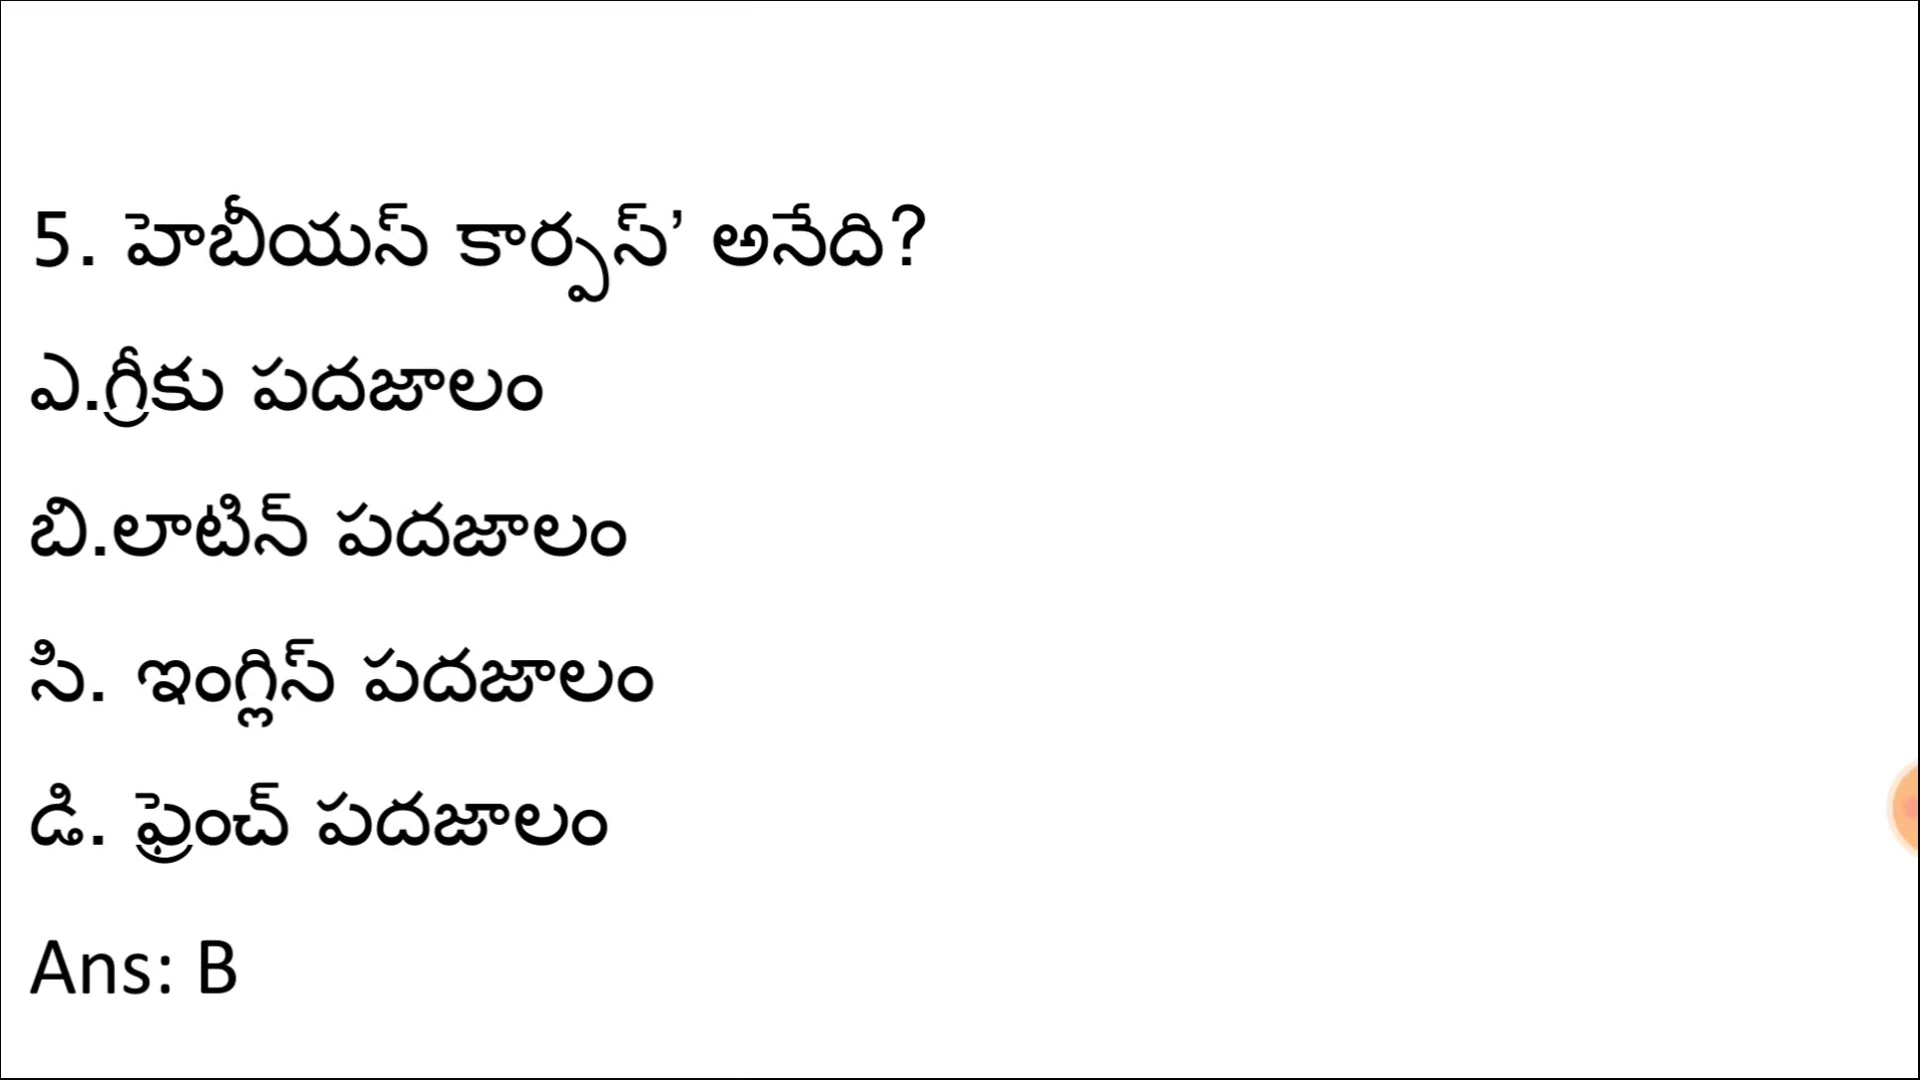 5. హెబీయస్ కార్పస్’ అనేది?
ఎ.గ్రీకు పదజాలం
బి.లాటిన్ పదజాలం
సి. ఇంగ్లిస్ పదజాలం
డి. ఫ్రెంచ్ పదజాలం
Ans: B